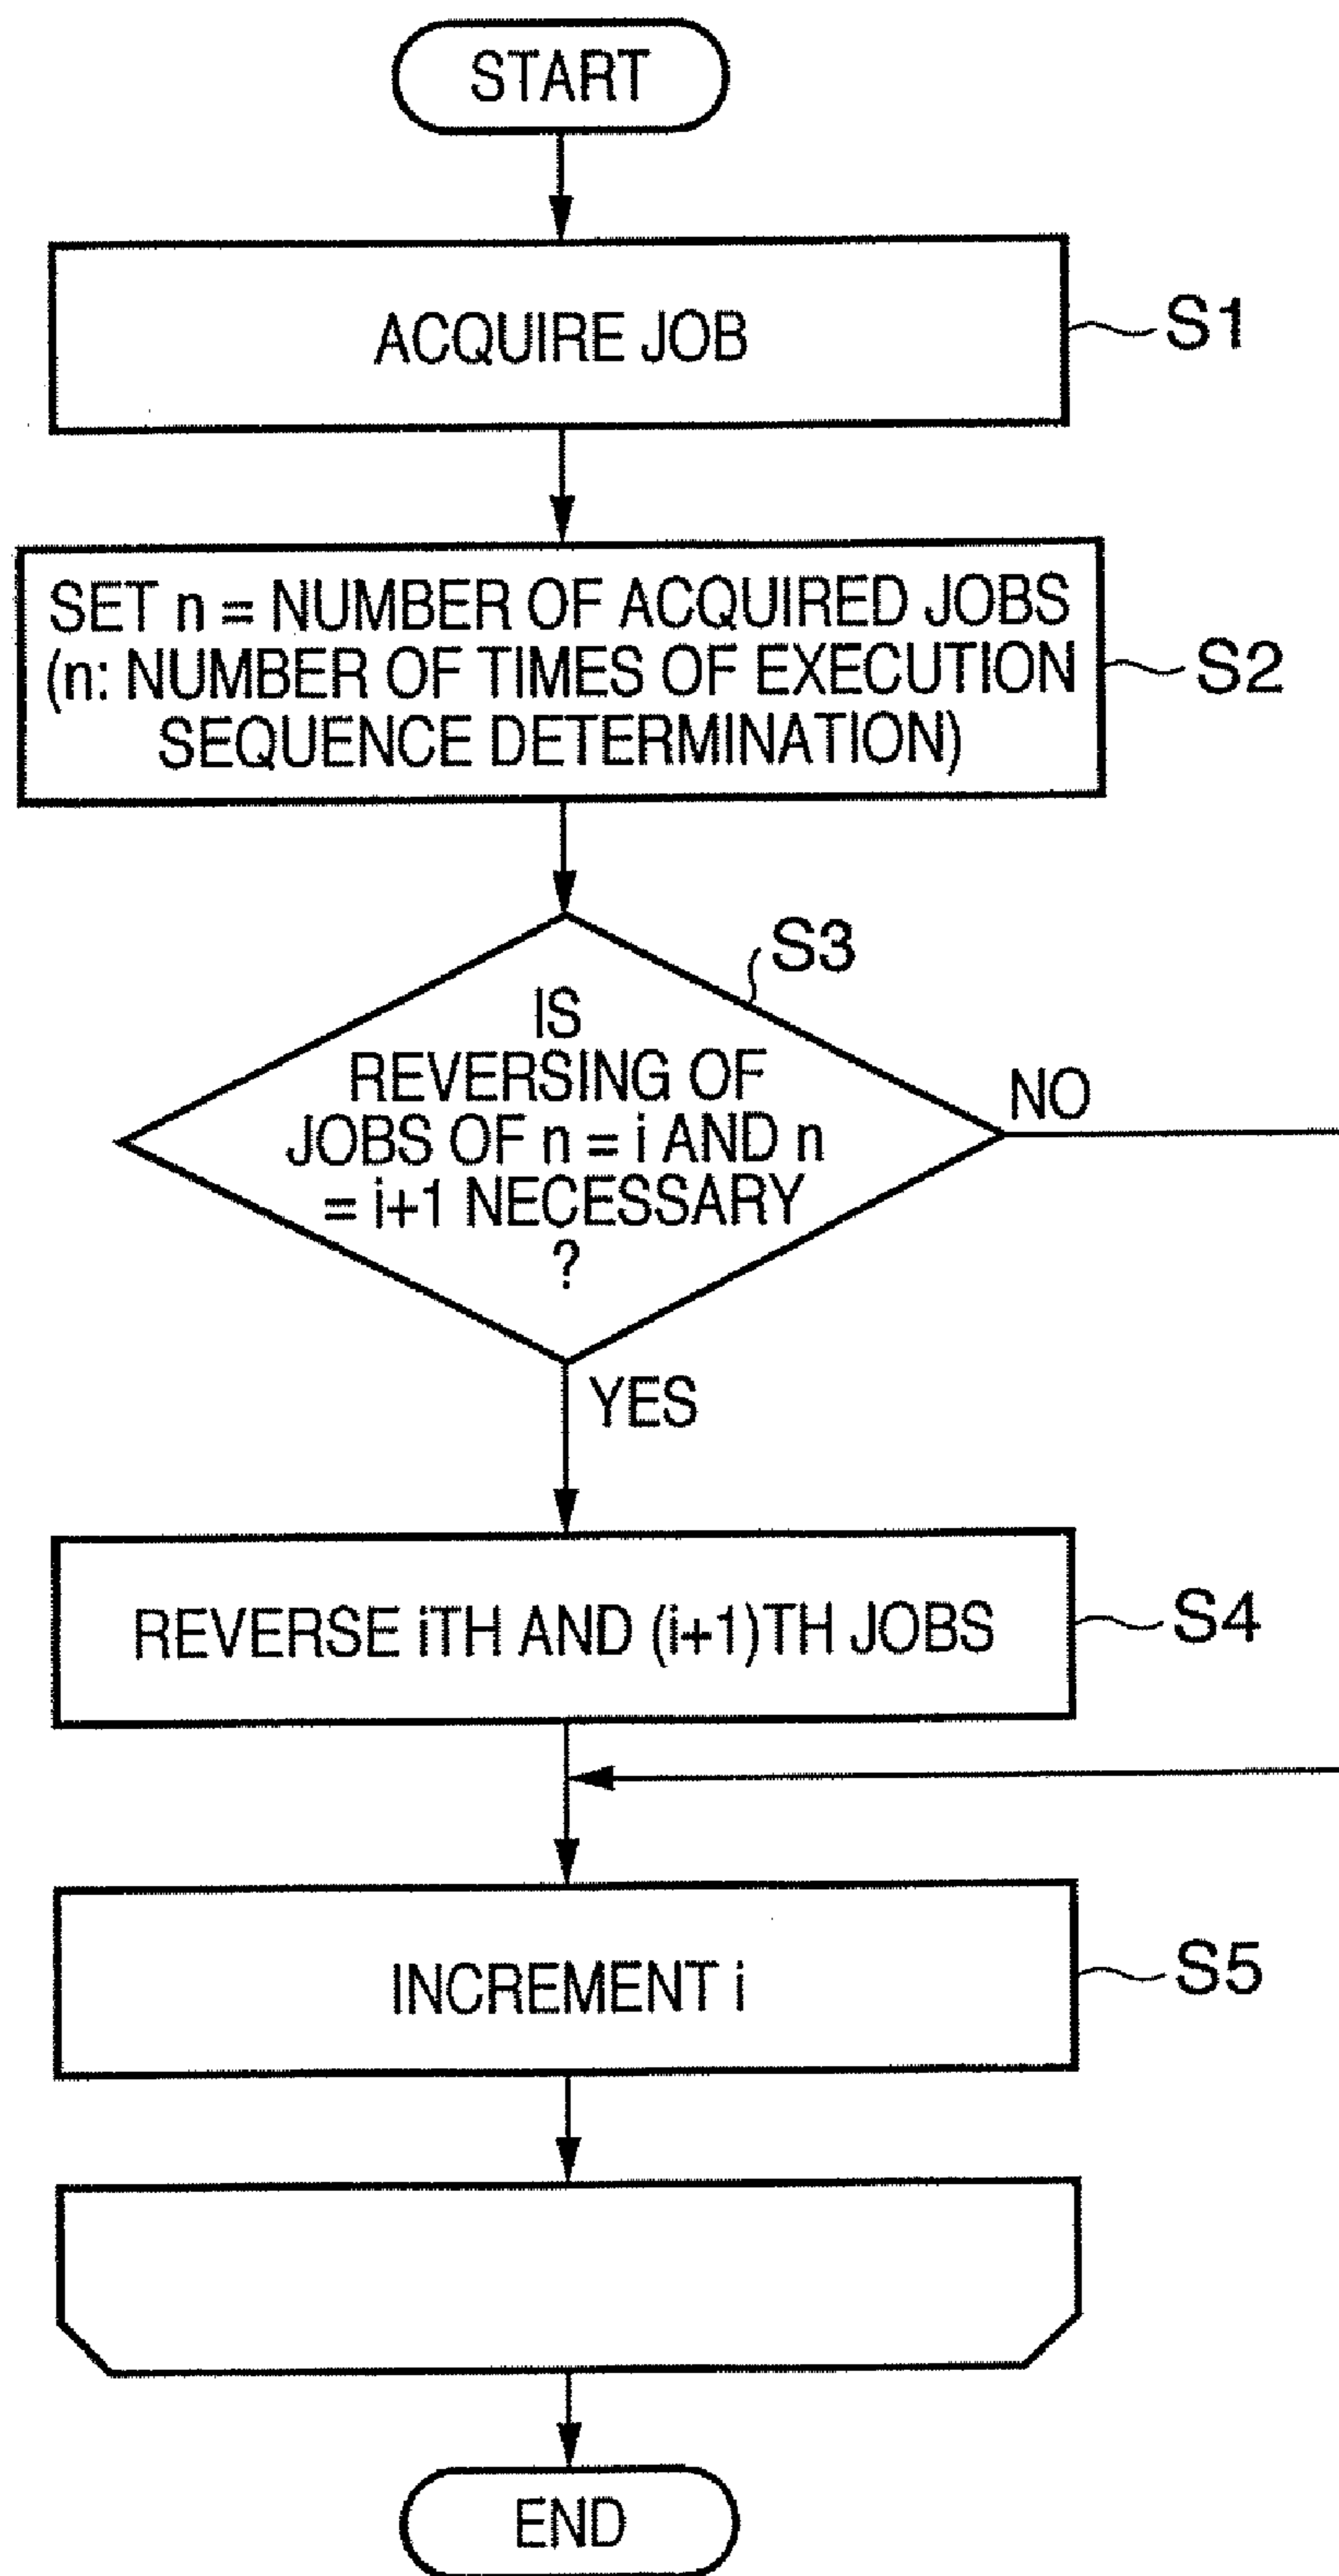 START
ACQUIRE JOB
S1
SET n = NUMBER OF ACQUIRED JOBS
(n: NUMBER OF TIMES OF EXECUTION
SEQUENCE DETERMINATION)
S2
S3
IS
REVERSING OF
JOBS OF n = i AND n
= i+1 NECESSARY
?
NO
YES
REVERSE iTH AND (i+1)TH JOBS
S4
INCREMENT i
S5
END